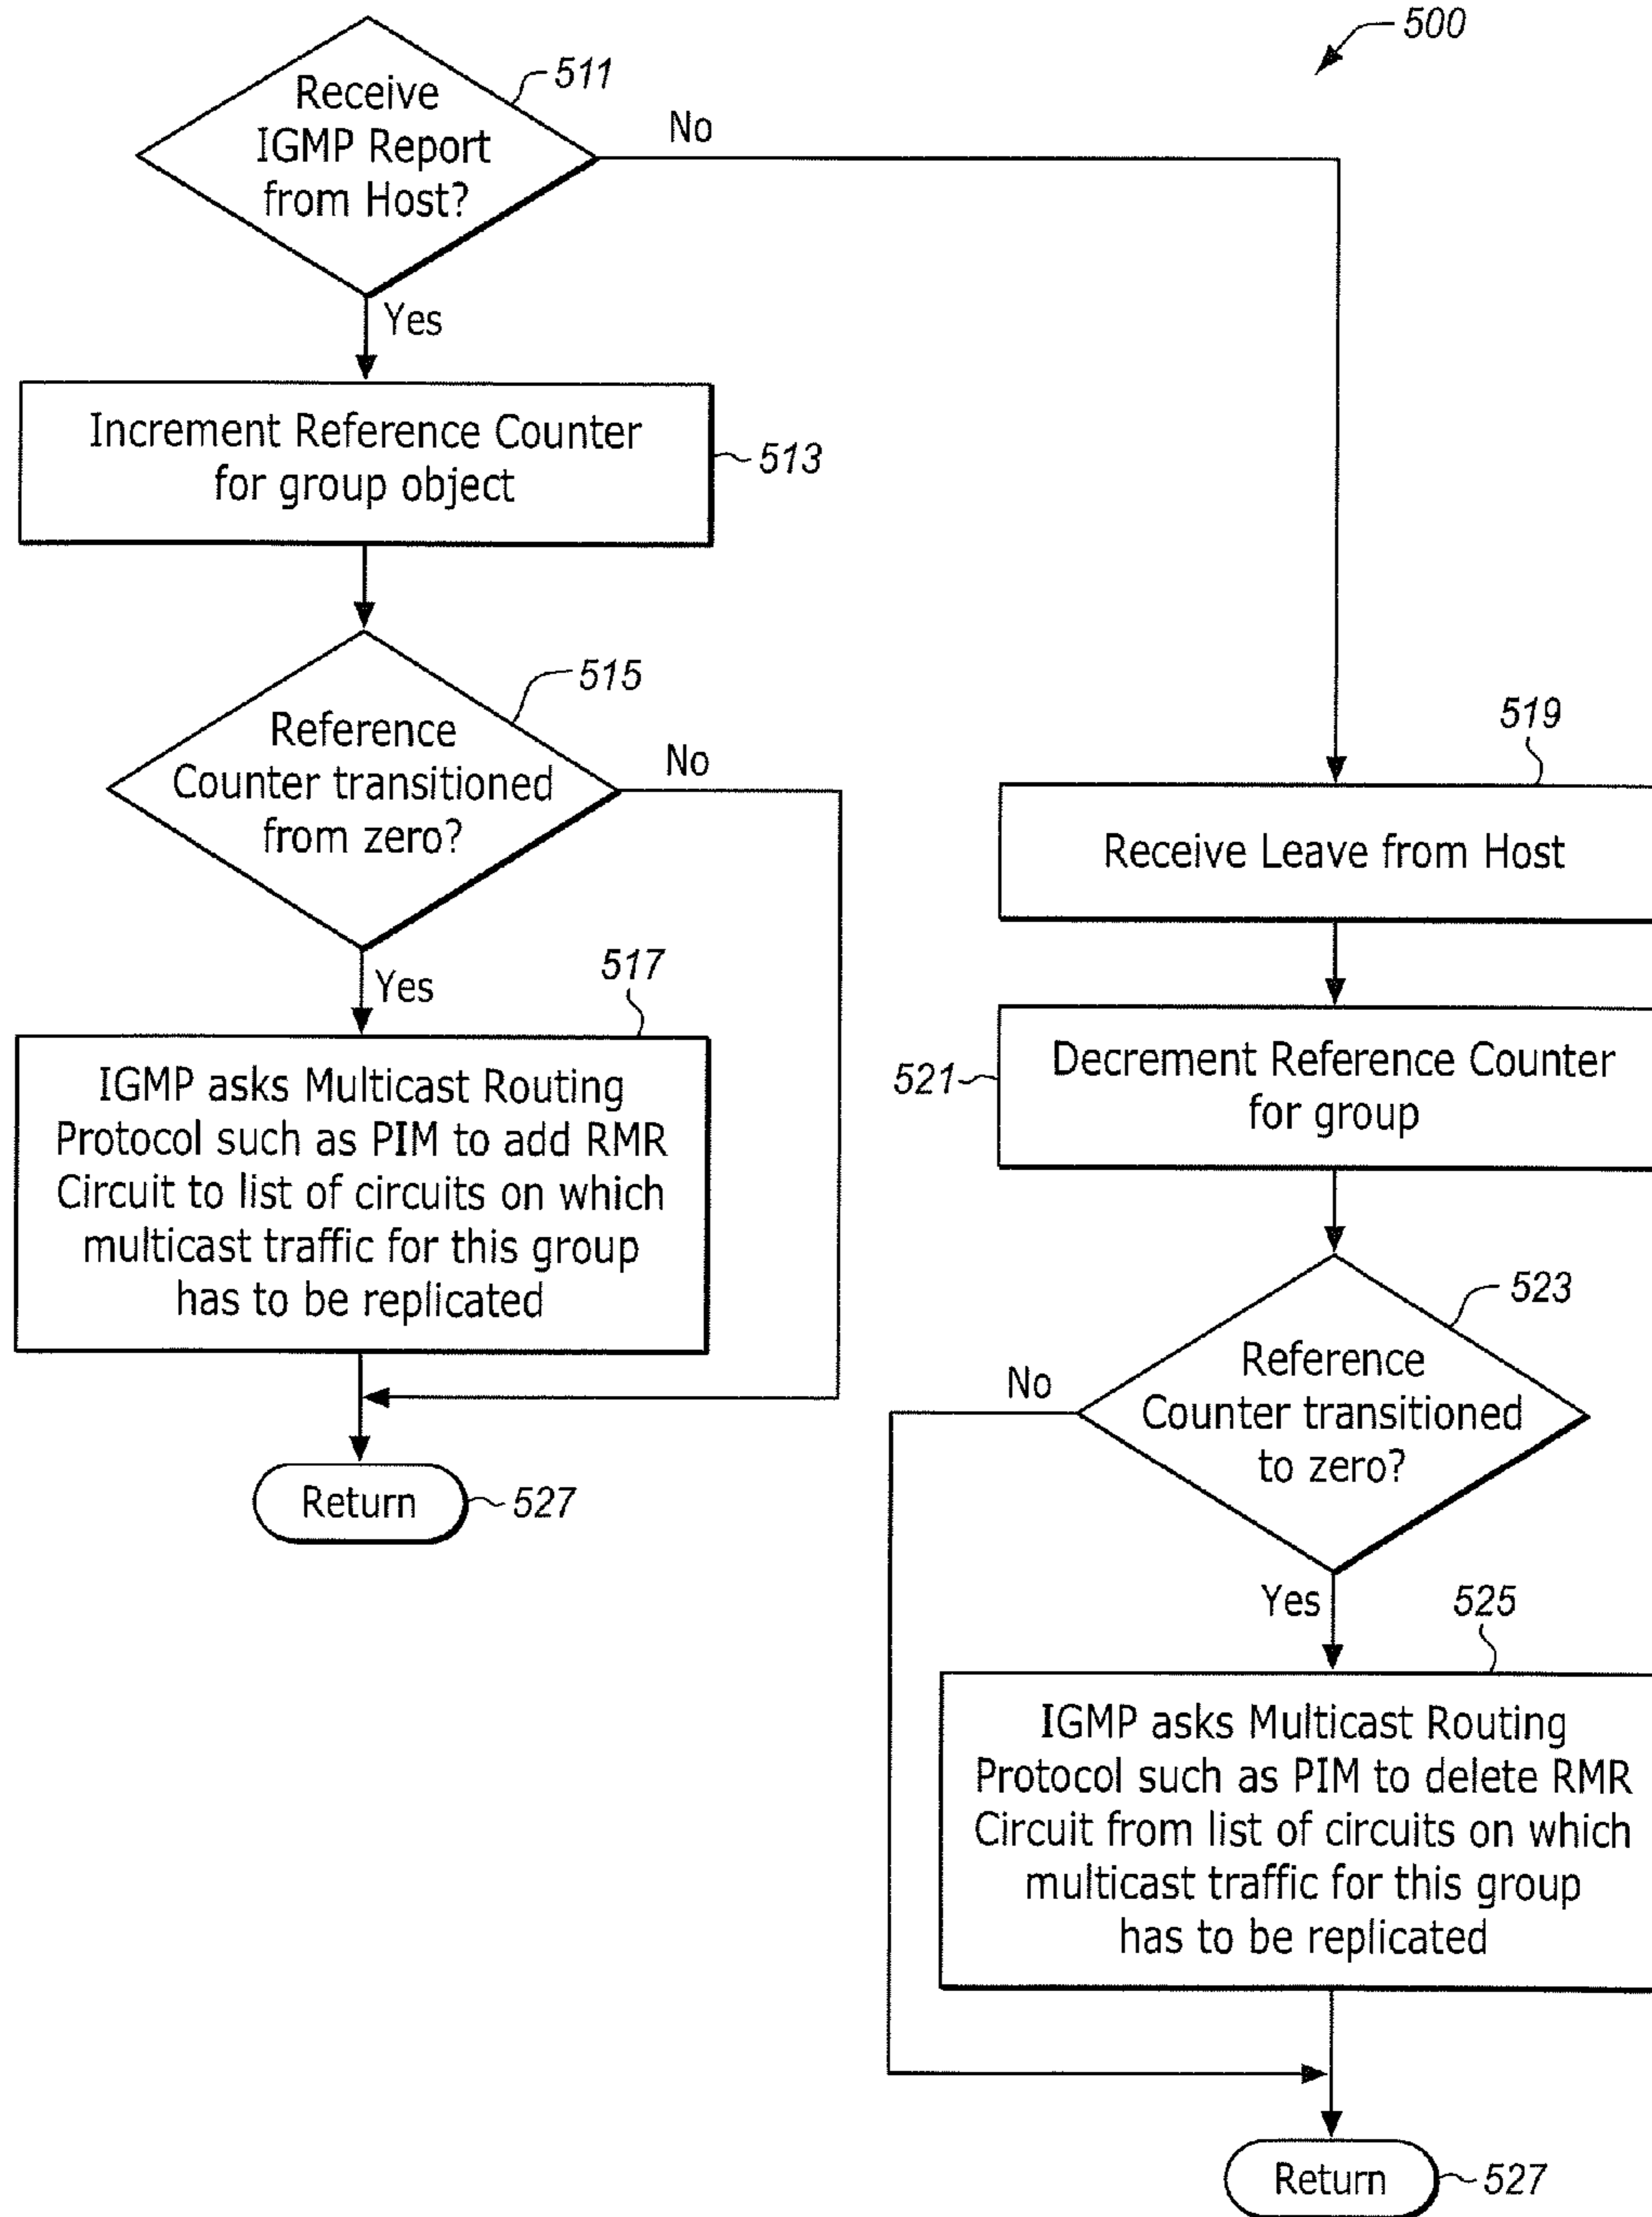 500
Receive
IGMP Report
from Host?
511
No
Yes
Increment Reference Counter
for group object
513
Reference
Counter transitioned
from zero?
515
No
Yes
517
IGMP asks Multicast Routing
Protocol such as PIM to add RMR
Circuit to list of circuits on which
multicast traffic for this group
has to be replicated
Return
527
519
Receive Leave from Host
521
Decrement Reference Counter
for group
523
Reference
Counter transitioned
to zero?
No
Yes
525
IGMP asks Multicast Routing
Protocol such as PIM to delete RMR
Circuit from list of circuits on which
multicast traffic for this group
has to be replicated
Return
527